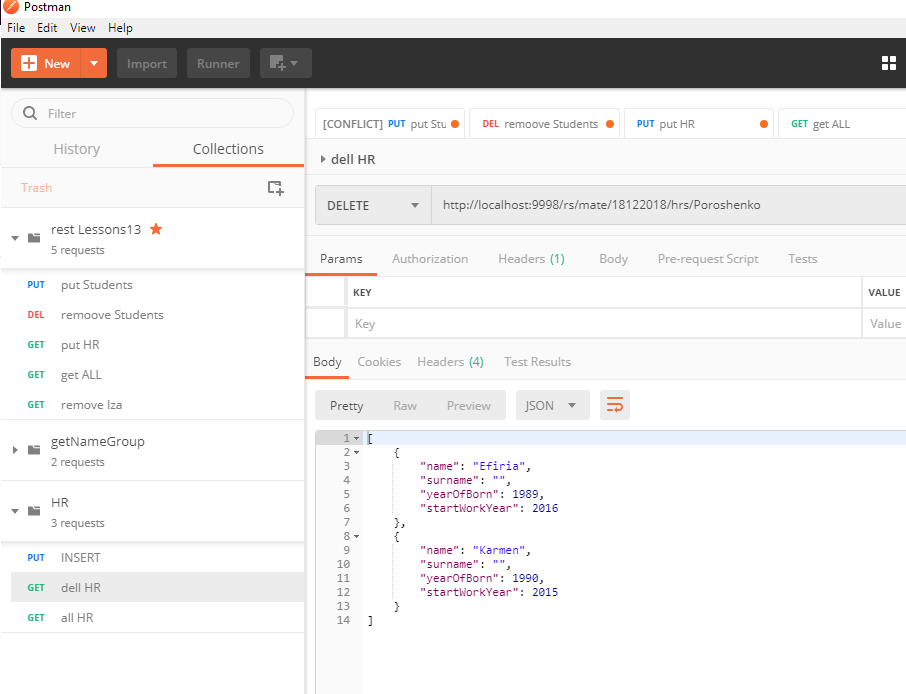 Postman
File Edit View Help
New Import Runner
Filter
History Collections
Trash
rest Lessons13
5 requests
PUT put Students
DEL remoove Students
GET put HR
GET get ALL
GET remove Iza
getNameGroup
2 requests
HR
3 requests
PUT INSERT
GET dell HR
GET all HR
[CONFLICT] PUT put Stu DEL remoove Students PUT put HR GET get ALL
dell HR
DELETE http://localhost:9998/rs/mate/18122018/hrs/Poroshenko
Params Authorization Headers (1) Body Pre-request Script Tests
KEY VALUE
Key Value
Body Cookies Headers (4) Test Results
Pretty Raw Preview JSON
1 [
2 {
3 "name": "Efiria",
4 "surname": "",
5 "yearOfBorn": 1989,
6 "startWorkYear": 2016
7 },
8 {
9 "name": "Karmen",
10 "surname": "",
11 "yearOfBorn": 1990,
12 "startWorkYear": 2015
13 }
14 ]